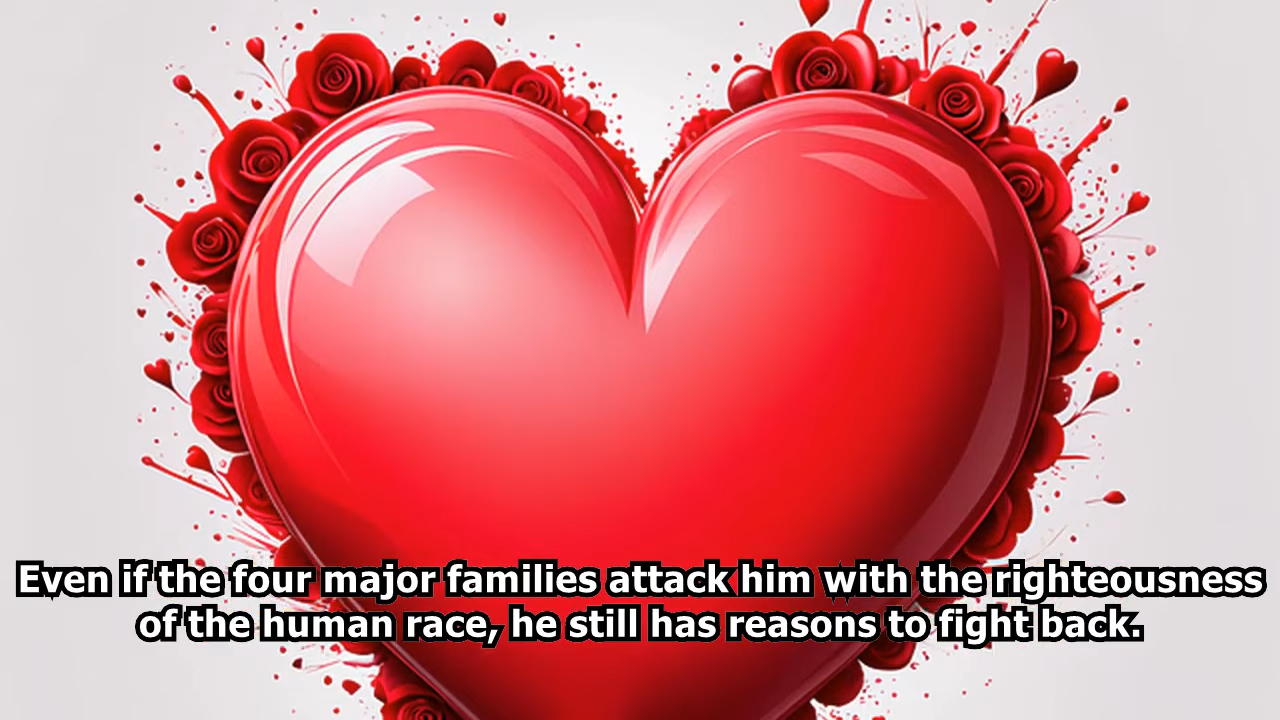 Even if the four major families attack him with the righteousness
of the human race, he still has reasons to fight back.